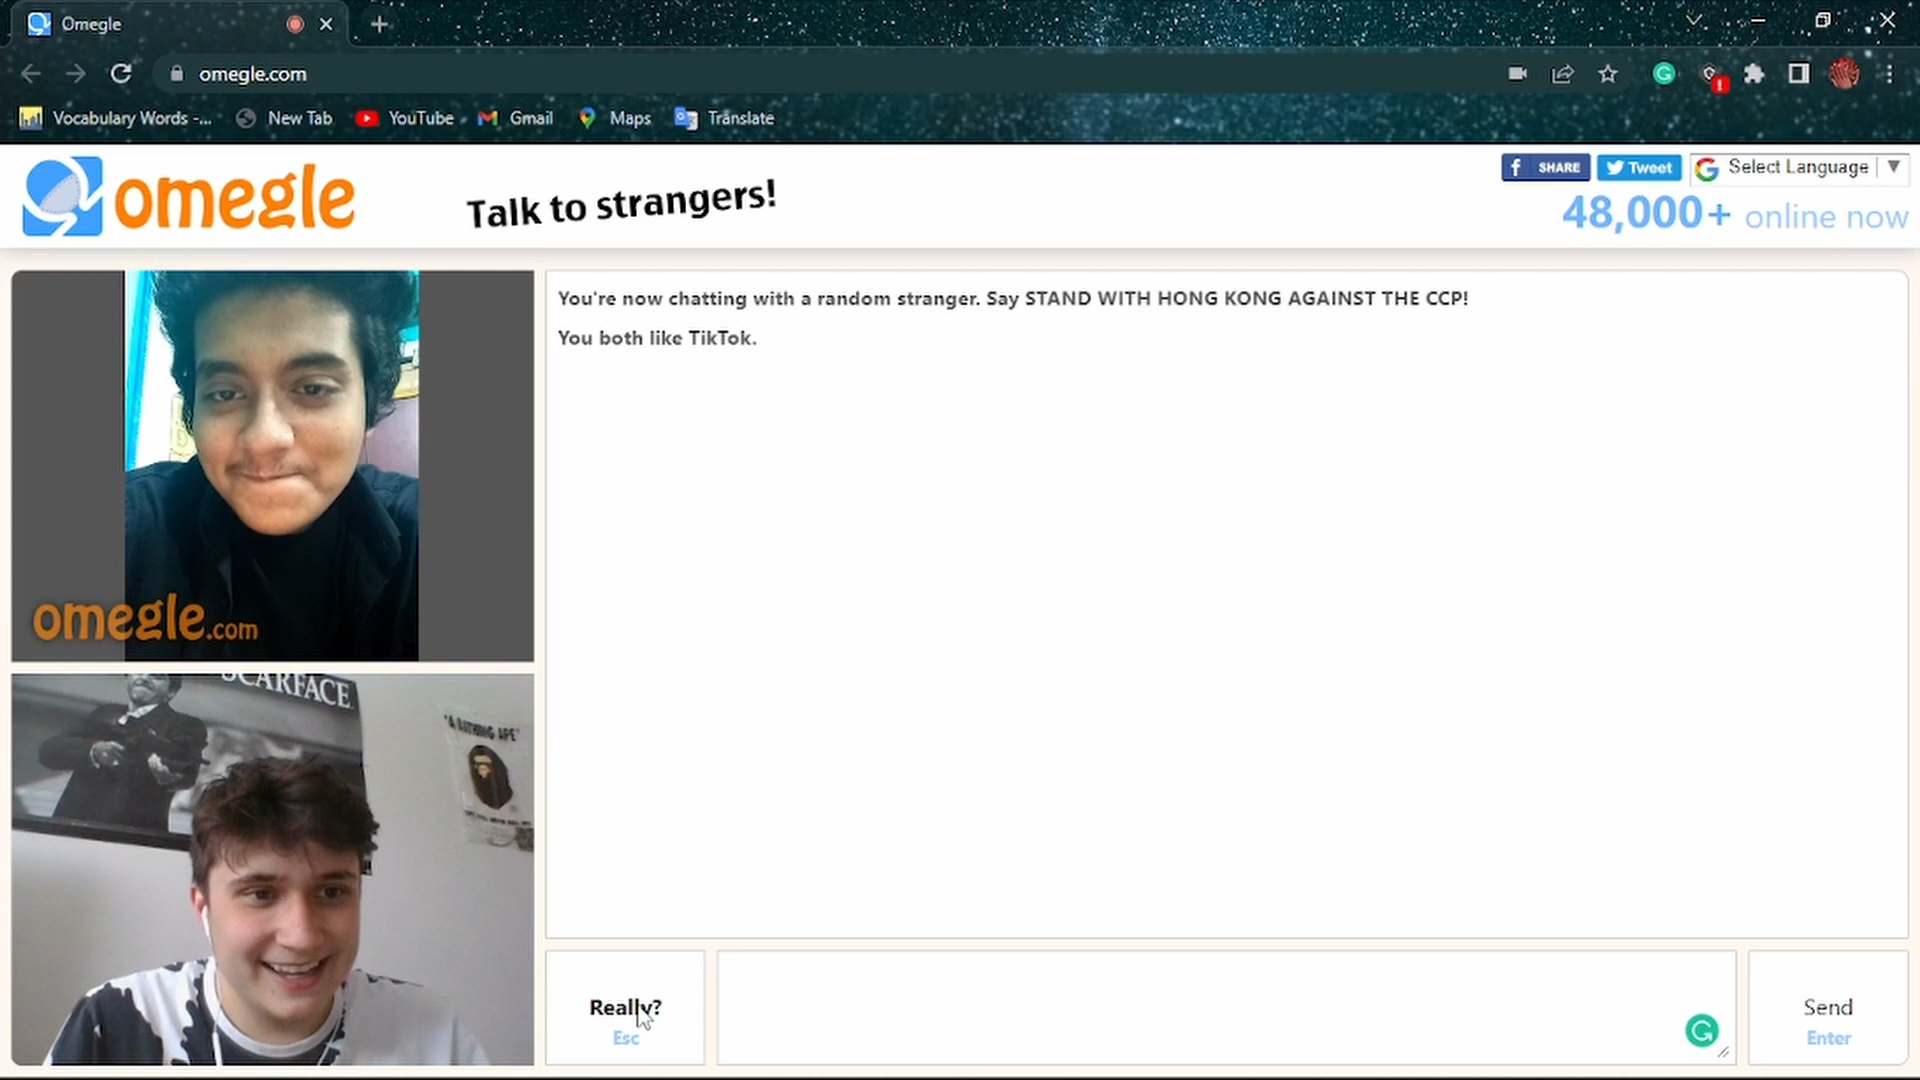 Omegle
omegle.com
Vocabulary Words -...
New Tab
YouTube
Gmail
Maps
Translate
omegle
Talk to strangers!
SHARE
Tweet
Select Language
48,000+ online now
You're now chatting with a random stranger. Say STAND WITH HONG KONG AGAINST THE CCP!
You both like TikTok.
omegle.com
SCARFACE
"A BATHING APE"
Really?
Esc
Send
Enter